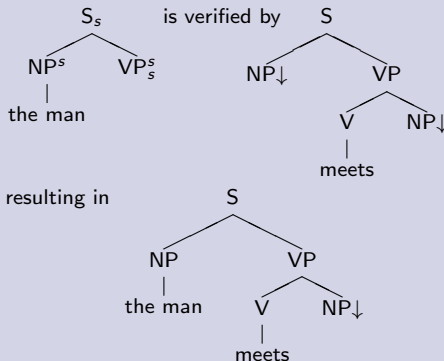 S_s is verified by S
NP^s VP^s_s NP↓ VP
the man V NP↓
meets
resulting in S
NP VP
the man V NP↓
meets